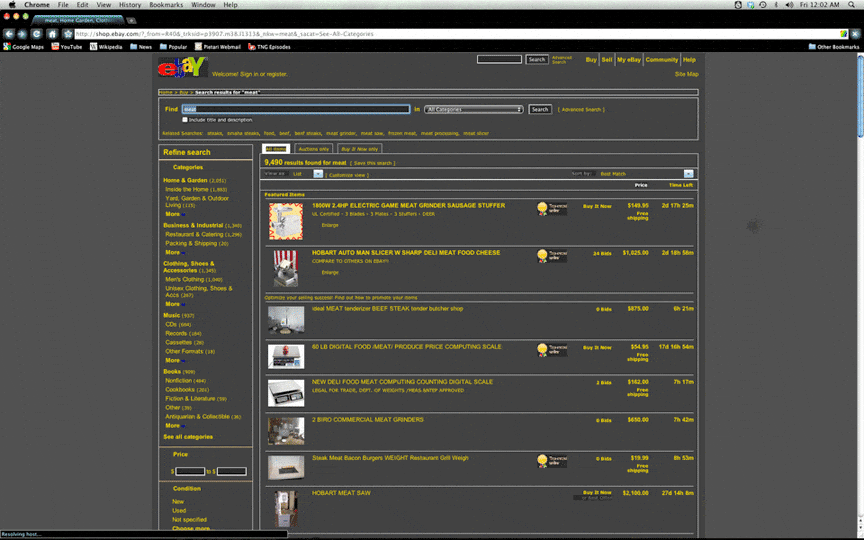 Chrome File Edit View History Bookmarks Window Help
Fri 12:02 AM
meat, Home Garden, Cloth
http://shop.ebay.com/?_from=R40&_trksid=p3907.m38.l1313&_nkw=meat&_sacat=See-All-Categories
Google Maps YouTube Wikipedia News Popular Pietari Webmail TNG Episodes Other Bookmarks
ebay
Welcome! Sign in or register.
Search Advanced Search
Buy Sell My eBay Community Help
Site Map
Home > Buy > Search results for "meat"
Find meat in All Categories Search [ Advanced Search ]
Include title and description
Related Searches: steaks, omaha steaks, food, beef, beef steaks, meat grinder, meat saw, frozen meat, meat processing, meat slicer
Refine search
Categories
Home & Garden (2,651)
Inside the Home (1,803)
Yard, Garden & Outdoor Living (115)
More
Business & Industrial (1,340)
Restaurant & Catering (1,296)
Packing & Shipping (20)
More
Clothing, Shoes & Accessories (1,345)
Men's Clothing (1,040)
Unisex Clothing, Shoes & Accs (267)
More
Music (937)
CDs (694)
Records (184)
Cassettes (29)
Other Formats (18)
More
Books (909)
Nonfiction (484)
Cookbooks (261)
Fiction & Literature (59)
Other (39)
Antiquarian & Collectible (36)
More
See all categories
Price
$ to $
Condition
New
Used
Not specified
Choose more...
All items Auctions only Buy It Now only
9,490 results found for meat [ Save this search ]
View as List [ Customize view ] Sort by: Best Match
Price Time Left
Featured Items
1800W 2.4HP ELECTRIC GAME MEAT GRINDER SAUSAGE STUFFER
UL Certified - 3 Blades - 3 Plates - 3 Stuffers - DEER
Enlarge
Buy It Now $149.95 Free shipping 2d 17h 25m
HOBART AUTO MAN SLICER W SHARP DELI MEAT FOOD CHEESE
COMPARE TO OTHERS ON EBAY!!
Enlarge
24 Bids $1,025.00 2d 18h 56m
Optimize your selling success! Find out how to promote your items
ideal MEAT tenderizer BEEF STEAK tender butcher shop
0 Bids $875.00 6h 21m
60 LB DIGITAL FOOD /MEAT/ PRODUCE PRICE COMPUTING SCALE
Buy It Now $54.95 Free shipping 17d 16h 54m
NEW DELI FOOD MEAT COMPUTING COUNTING DIGITAL SCALE
LEGAL FOR TRADE, DEPT. OF WEIGHTS /MEAS &NTEP APPROVED
2 Bids $162.00 Free shipping 7h 17m
2 BIRO COMMERCIAL MEAT GRINDERS
0 Bids $650.00 7h 42m
Steak Meat Bacon Burgers WEIGHT Restaurant Grill Weigh
0 Bids $19.99 Free shipping 8h 53m
HOBART MEAT SAW
Buy It Now or Best Offer $2,100.00 27d 14h 8m
Resolving host...